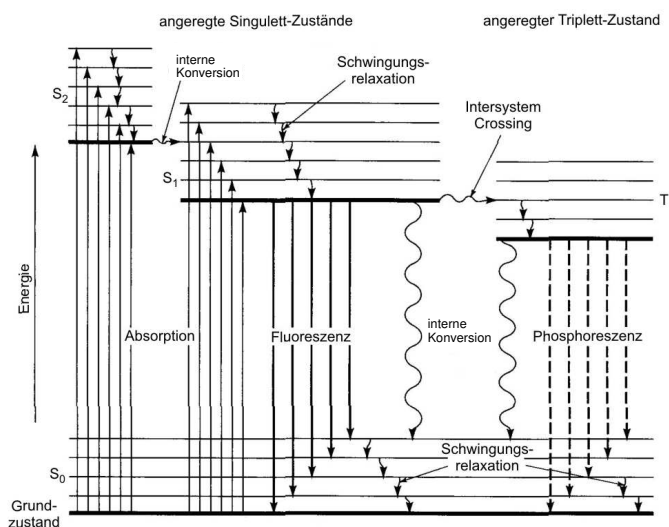 angeregte Singulett-Zustände
angeregter Triplett-Zustand
interne
Konversion
Schwingungs-
relaxation
S2
Intersystem
Crossing
S1
T
Energie
Absorption
Fluoreszenz
interne
Konversion
Phosphoreszenz
Schwingungs-
relaxation
S0
Grund-
zustand